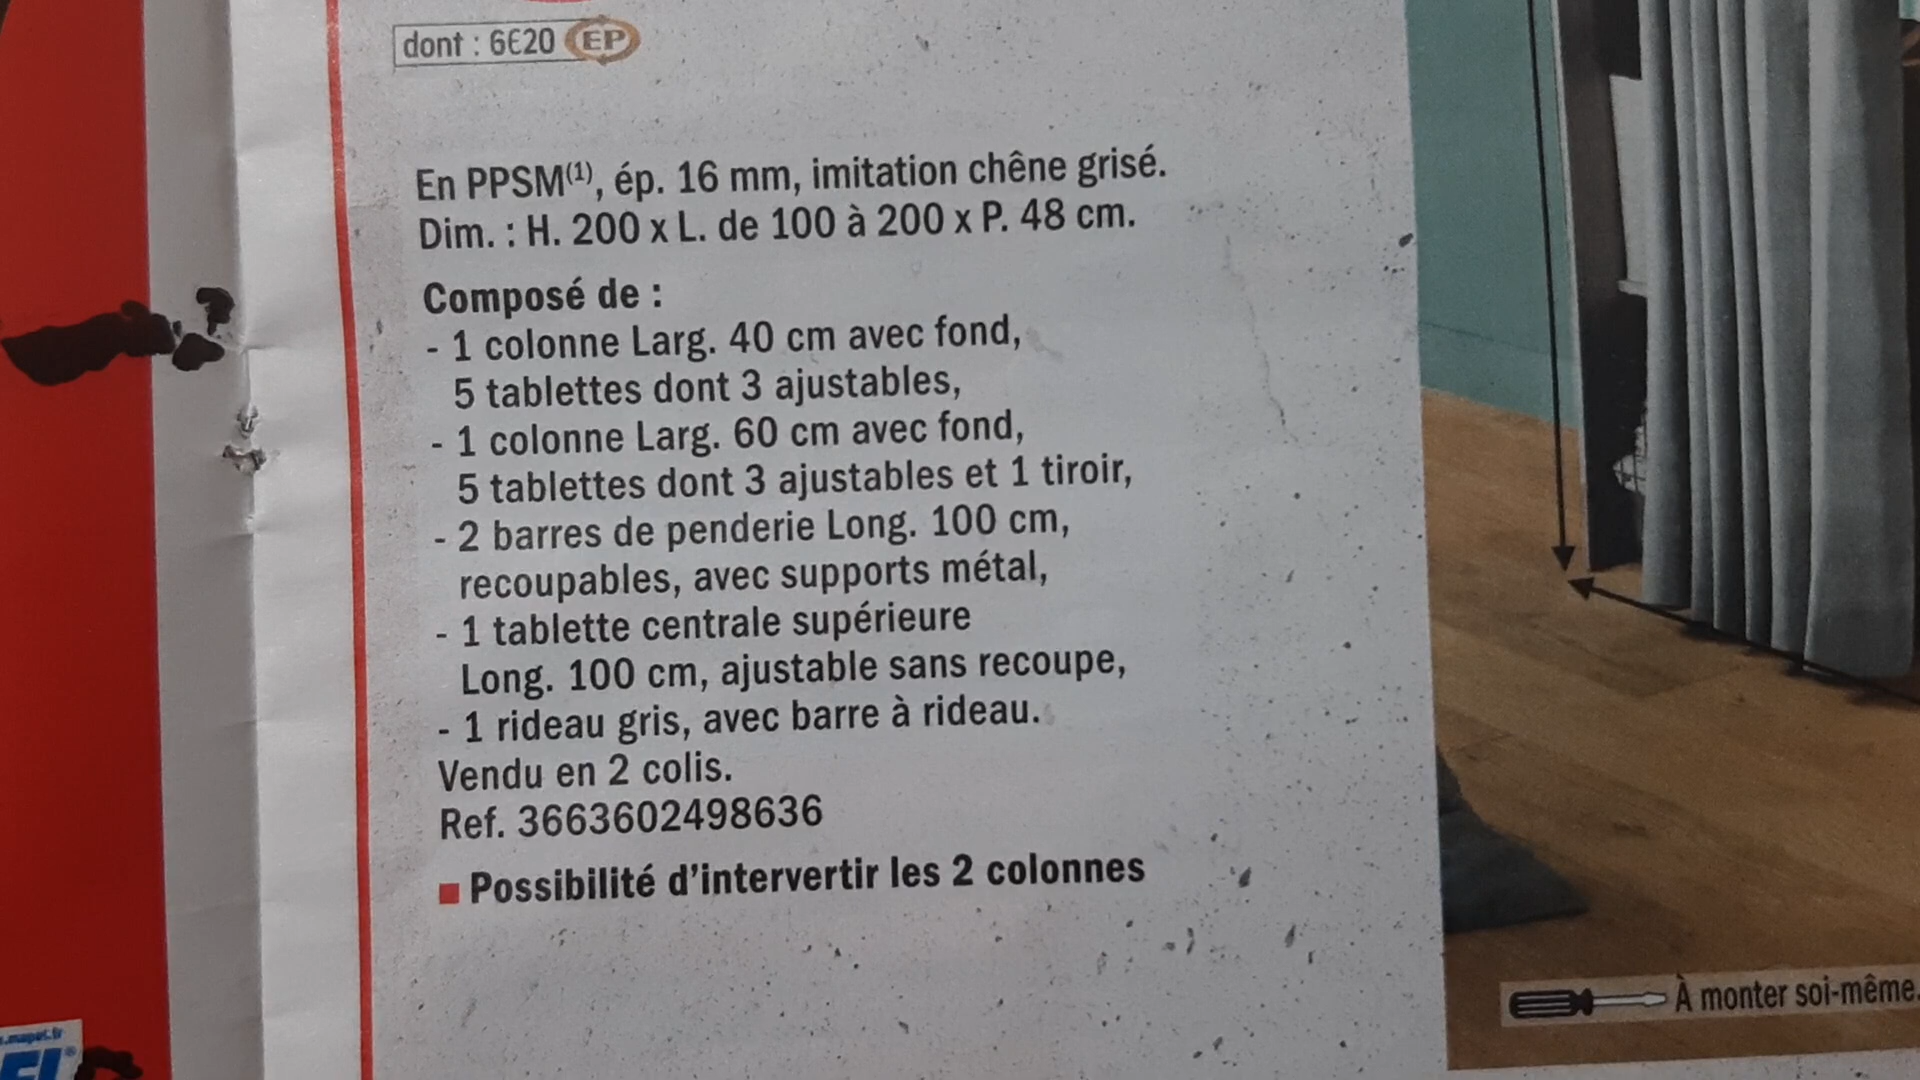 dont : 6€20 EP
En PPSM(1), ép. 16 mm, imitation chêne grisé.
Dim. : H. 200 x L. de 100 à 200 x P. 48 cm.
Composé de :
- 1 colonne Larg. 40 cm avec fond,
5 tablettes dont 3 ajustables,
- 1 colonne Larg. 60 cm avec fond,
5 tablettes dont 3 ajustables et 1 tiroir,
- 2 barres de penderie Long. 100 cm,
recoupables, avec supports métal,
- 1 tablette centrale supérieure
Long. 100 cm, ajustable sans recoupe,
- 1 rideau gris, avec barre à rideau.
Vendu en 2 colis.
Ref. 3663602498636
Possibilité d'intervertir les 2 colonnes
À monter soi-même.